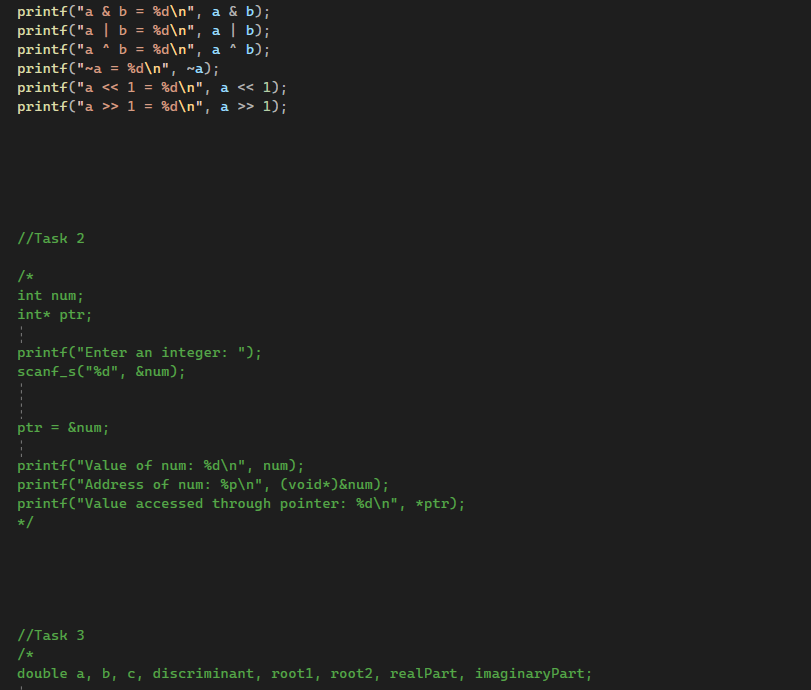 printf("a & b = %d\n", a & b);
printf("a | b = %d\n", a | b);
printf("a ^ b = %d\n", a ^ b);
printf("~a = %d\n", ~a);
printf("a << 1 = %d\n", a << 1);
printf("a >> 1 = %d\n", a >> 1);
//Task 2
/*
int num;
int* ptr;
printf("Enter an integer: ");
scanf_s("%d", &num);
ptr = &num;
printf("Value of num: %d\n", num);
printf("Address of num: %p\n", (void*)&num);
printf("Value accessed through pointer: %d\n", *ptr);
*/
//Task 3
/*
double a, b, c, discriminant, root1, root2, realPart, imaginaryPart;